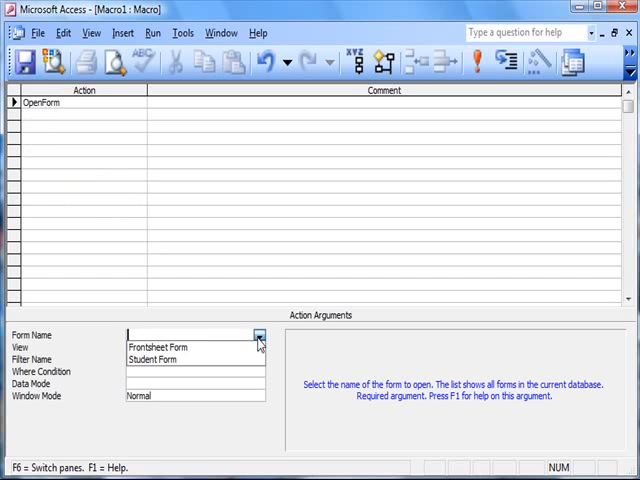 Microsoft Access - [Macro1 : Macro]
File Edit View Insert Run Tools Window Help Type a question for help
ABC XYZ
Action Comment
OpenForm
Action Arguments
Form Name
View
Filter Name
Where Condition
Data Mode
Window Mode Normal
Frontsheet Form
Student Form
Select the name of the form to open. The list shows all forms in the current database.
Required argument. Press F1 for help on this argument.
F6 = Switch panes. F1 = Help. NUM